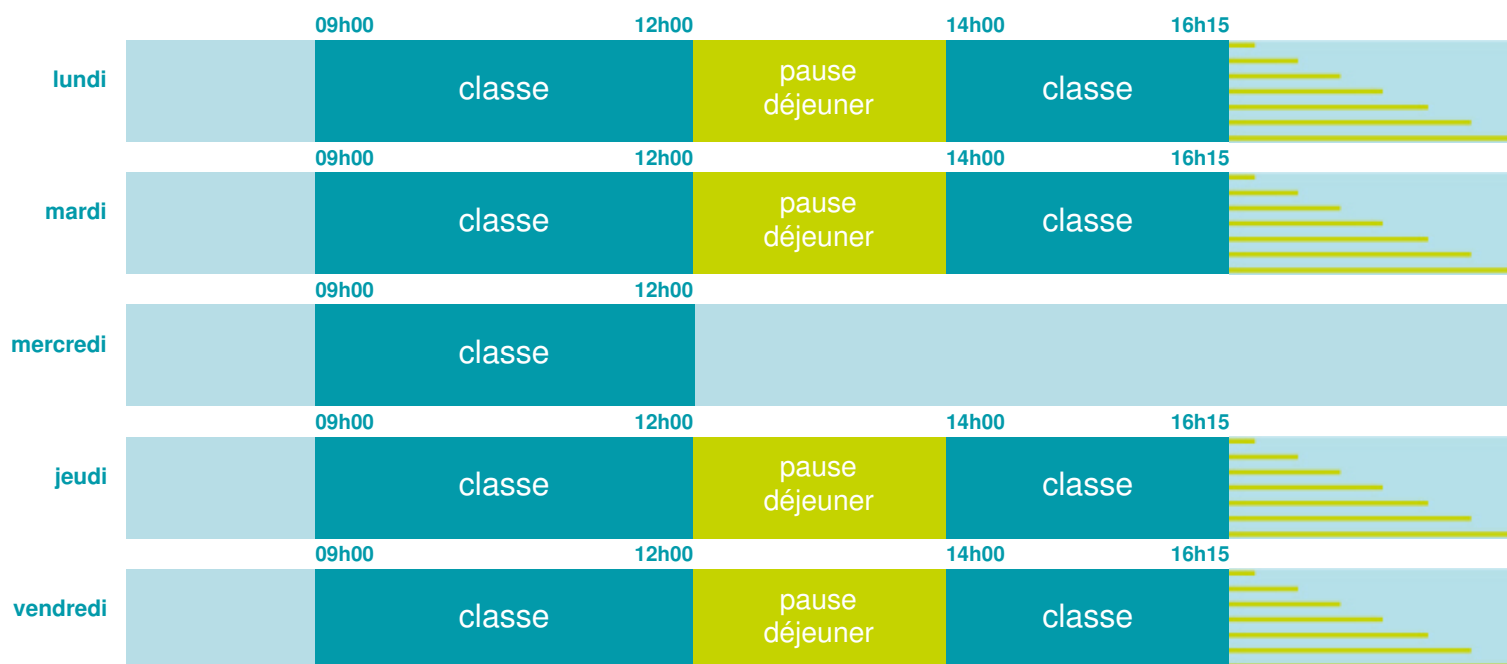 09h00 12h00 14h00 16h15
lundi classe pause déjeuner classe
09h00 12h00 14h00 16h15
mardi classe pause déjeuner classe
09h00 12h00
mercredi classe
09h00 12h00 14h00 16h15
jeudi classe pause déjeuner classe
09h00 12h00 14h00 16h15
vendredi classe pause déjeuner classe